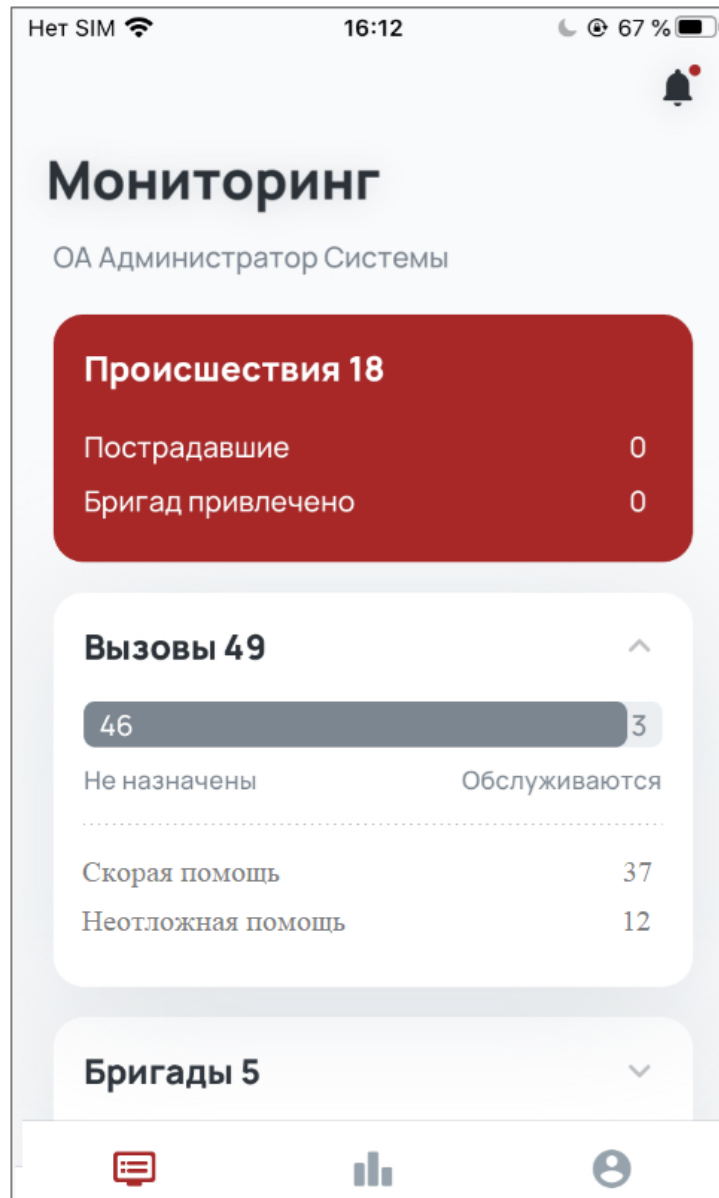 Нет SIM 16:12 67 %
Мониторинг
ОА Администратор Системы
Происшествия 18
Пострадавшие 0
Бригад привлечено 0
Вызовы 49
46 3
Не назначены Обслуживаются
Скорая помощь 37
Неотложная помощь 12
Бригады 5